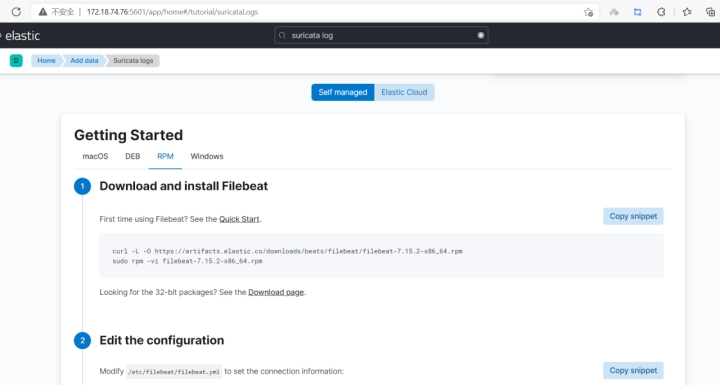 不安全 | 172.18.74.76:5601/app/home#/tutorial/suricataLogs
elastic
suricata log
D Home Add data Suricata logs
Self managed Elastic Cloud
Getting Started
macOS DEB RPM Windows
1 Download and install Filebeat
First time using Filebeat? See the Quick Start.
Copy snippet
curl -L -O https://artifacts.elastic.co/downloads/beats/filebeat/filebeat-7.15.2-x86_64.rpm
sudo rpm -vi filebeat-7.15.2-x86_64.rpm
Looking for the 32-bit packages? See the Download page.
2 Edit the configuration
Modify /etc/filebeat/filebeat.yml to set the connection information:
Copy snippet